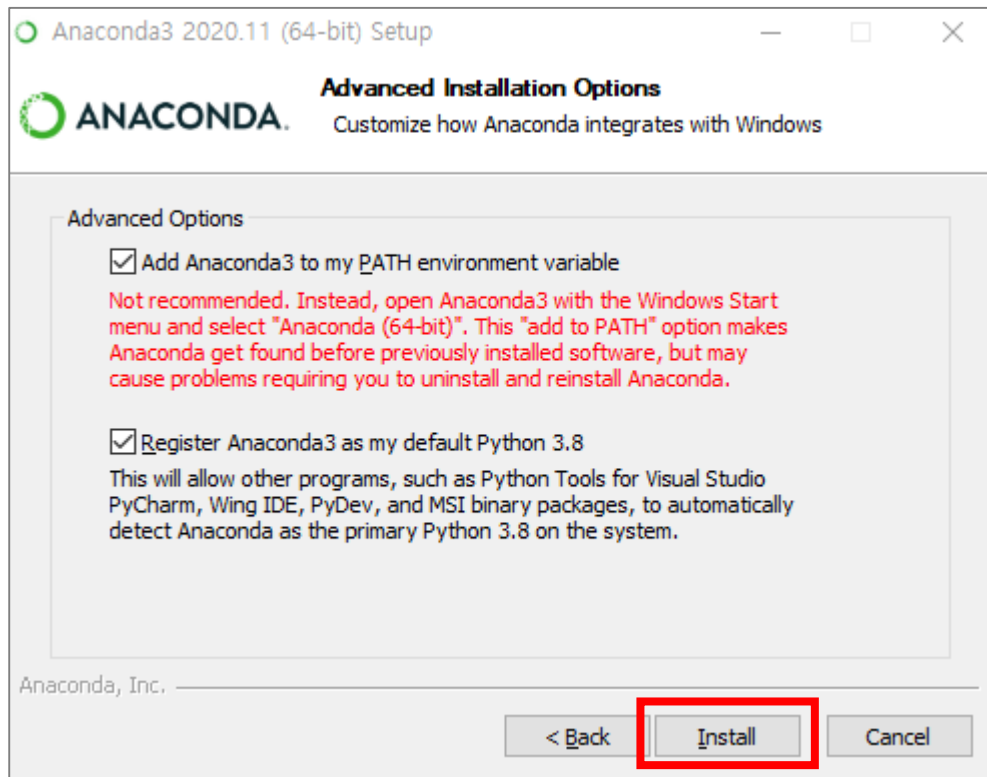 Anaconda3 2020.11 (64-bit) Setup
ANACONDA.
Advanced Installation Options
Customize how Anaconda integrates with Windows
Advanced Options
Add Anaconda3 to my PATH environment variable
Not recommended. Instead, open Anaconda3 with the Windows Start
menu and select "Anaconda (64-bit)". This "add to PATH" option makes
Anaconda get found before previously installed software, but may
cause problems requiring you to uninstall and reinstall Anaconda.
Register Anaconda3 as my default Python 3.8
This will allow other programs, such as Python Tools for Visual Studio
PyCharm, Wing IDE, PyDev, and MSI binary packages, to automatically
detect Anaconda as the primary Python 3.8 on the system.
Anaconda, Inc.
< Back
Install
Cancel